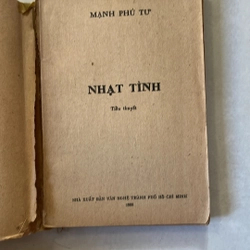 MẠNH PHÚ TƯ
NHẠT TÌNH
Tiểu thuyết
NHÀ XUẤT BẢN VĂN NGHỆ THÀNH PHỐ HỒ CHÍ MINH